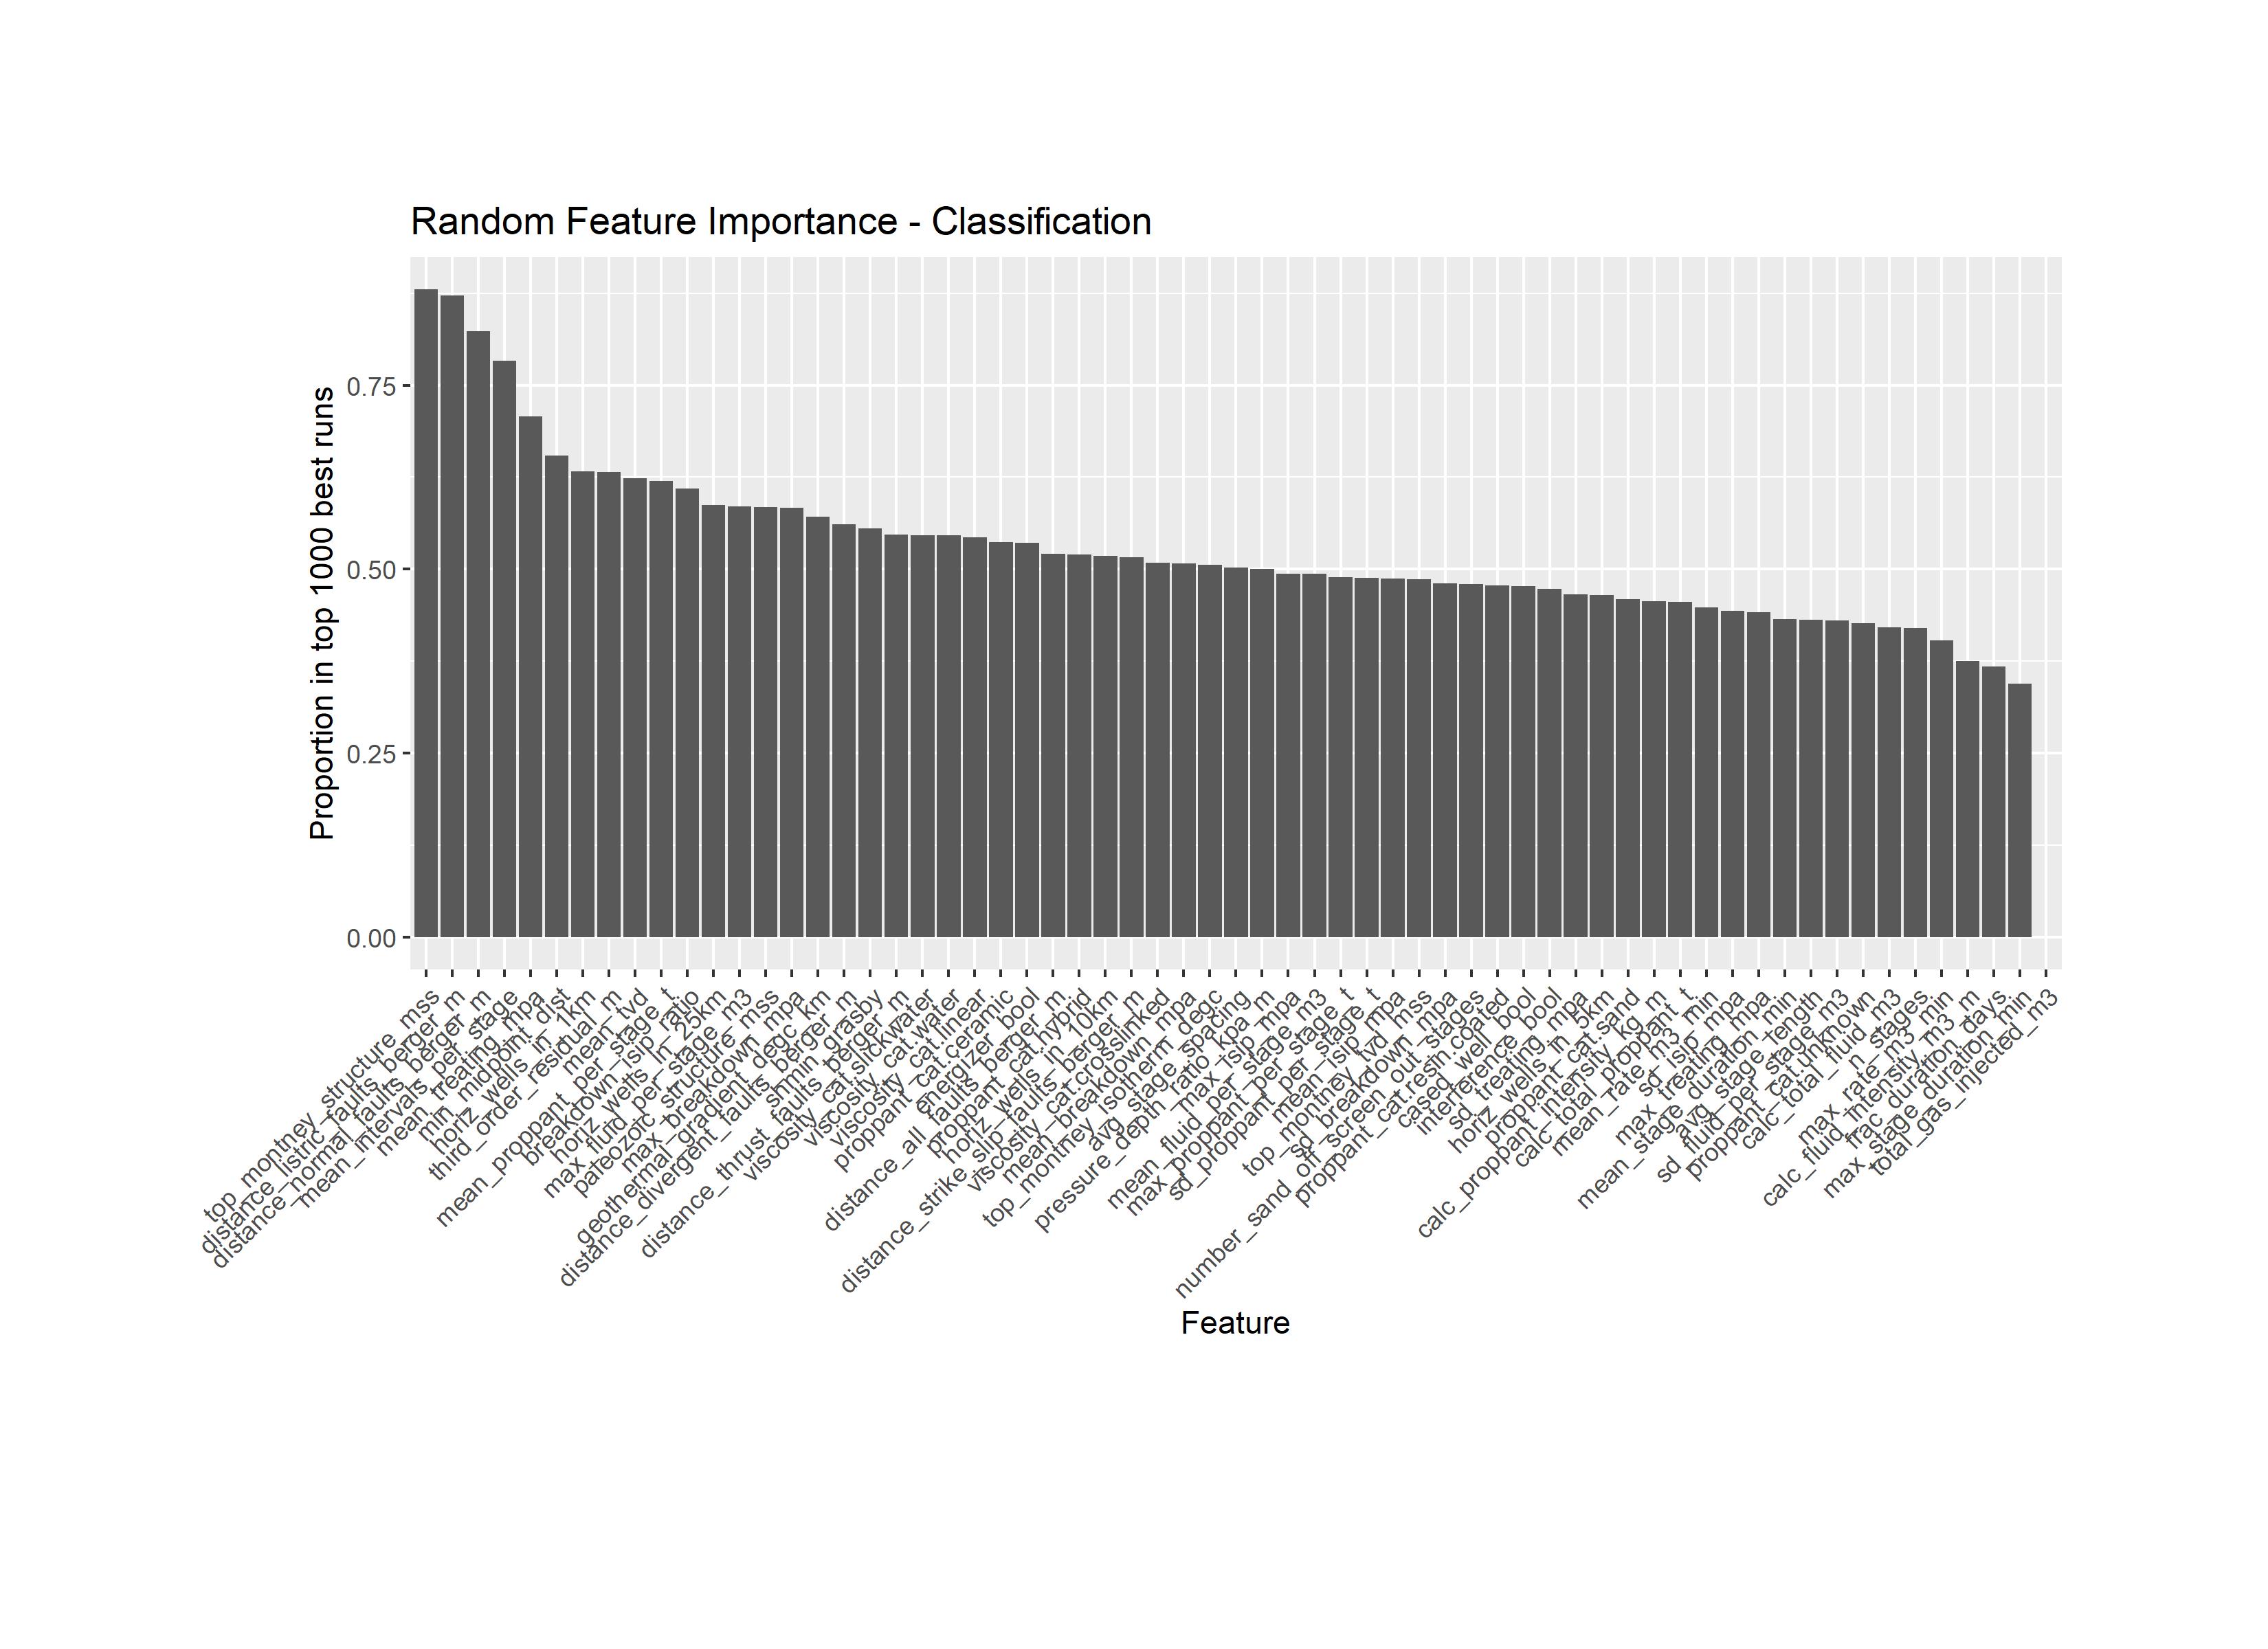 Random Feature Importance - Classification
Proportion in top 1000 best runs
0.75
0.50
0.25
0.00
top_montney_structure_mss
distance_listric_faults_berger_m
distance_normal_faults_berger_m
mean_intervals_per_stage
mean_treating_mpa
min_midpoint_dist
horiz_wells_in_1km
third_order_residual_m
mean_tvd
mean_proppant_per_stage_t
breakdown_isip_ratio
horiz_wells_in_25km
max_fluid_per_stage_m3
paleozoic_structure_mss
max_breakdown_mpa
geothermal_gradient_degc_km
distance_divergent_faults_berger_m
shmin_grasby
distance_thrust_faults_berger_m
viscosity_cat.slickwater
viscosity_cat.water
viscosity_cat.linear
proppant_cat.ceramic
energizer_bool
distance_all_faults_berger_m
proppant_cat.hybrid
horiz_wells_in_10km
distance_strike_slip_faults_berger_m
viscosity_cat.crosslinked
mean_breakdown_mpa
top_montney_isotherm_degc
avg_stage_spacing
pressure_depth_ratio_kpa_m
max_isip_mpa
mean_fluid_per_stage_m3
max_proppant_per_stage_t
sd_proppant_per_stage_t
mean_isip_mpa
top_montney_tvd_mss
sd_breakdown_mpa
number_sand_off_screen_out_stages
proppant_cat.resin.coated
cased_well_bool
interference_bool
sd_treating_mpa
horiz_wells_in_5km
proppant_cat.sand
calc_proppant_intensity_kg_m
calc_total_proppant_t
mean_rate_m3_min
sd_isip_mpa
max_treating_mpa
mean_stage_duration_min
avg_stage_length
sd_fluid_per_stage_m3
proppant_cat.unknown
calc_total_fluid_m3
n_stages
max_rate_m3_min
calc_fluid_intensity_m3_m
frac_duration_days
max_stage_duration_min
total_gas_injected_m3
Feature